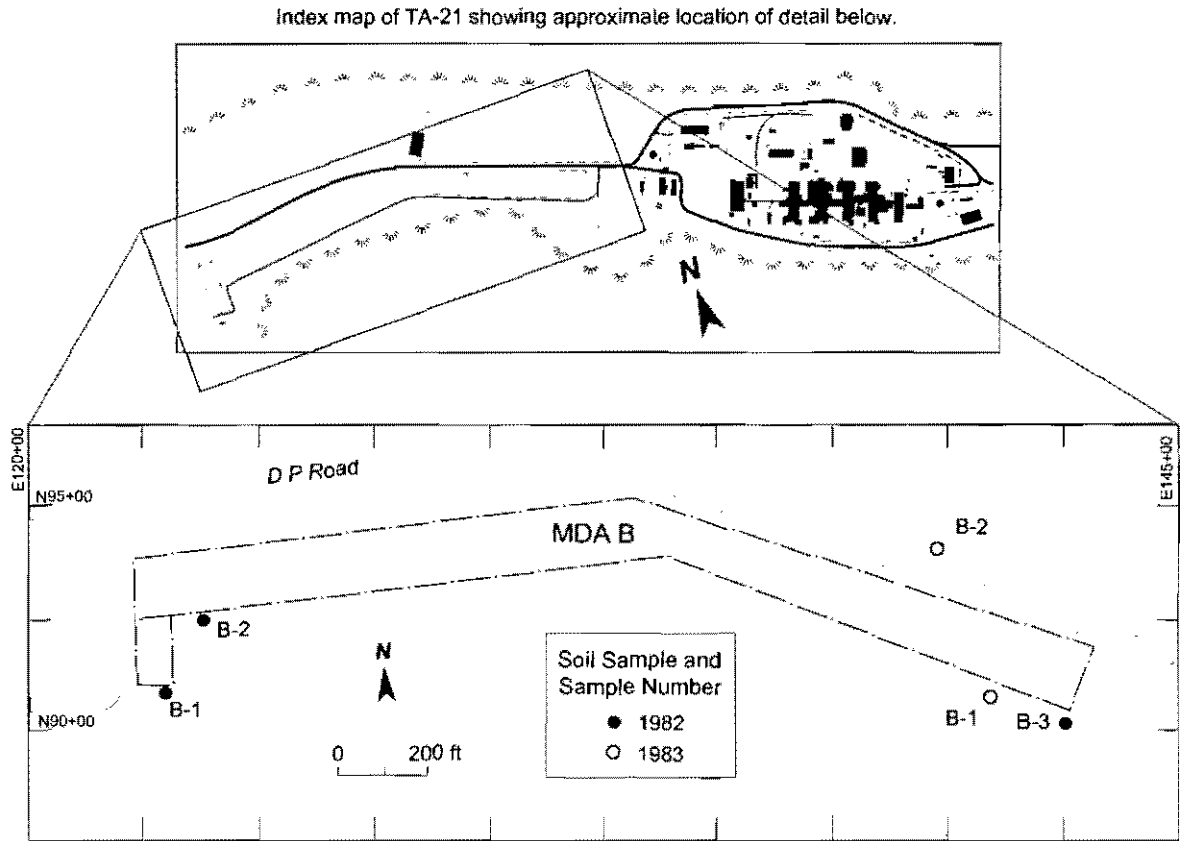 Index map of TA-21 showing approximate location of detail below.
N
E120+00
E145+00
D P Road
N95+00
MDA B
B-2
B-2
N
Soil Sample and
Sample Number
1982
1983
B-1
N90+00
B-1
B-3
0 200 ft